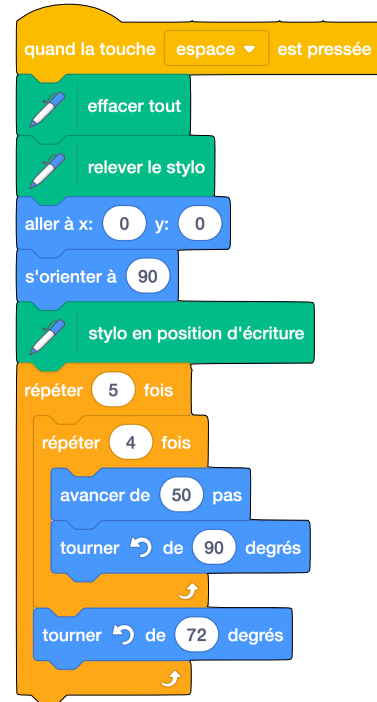 quand la touche espace est pressée
effacer tout
relever le stylo
aller à x: 0 y: 0
s'orienter à 90
stylo en position d'écriture
répéter 5 fois
répéter 4 fois
avancer de 50 pas
tourner de 90 degrés
tourner de 72 degrés